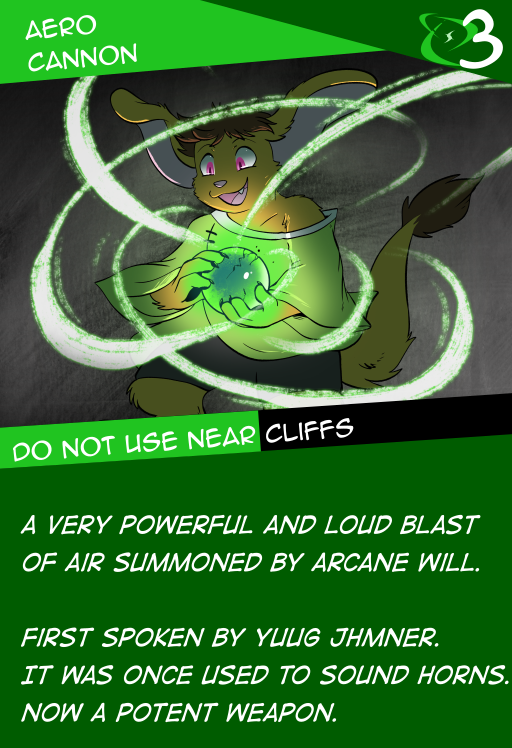 AERO
CANNON
3
DO NOT USE NEAR CLIFFS
A VERY POWERFUL AND LOUD BLAST
OF AIR SUMMONED BY ARCANE WILL.
FIRST SPOKEN BY YUUG JHMNER.
IT WAS ONCE USED TO SOUND HORNS.
NOW A POTENT WEAPON.